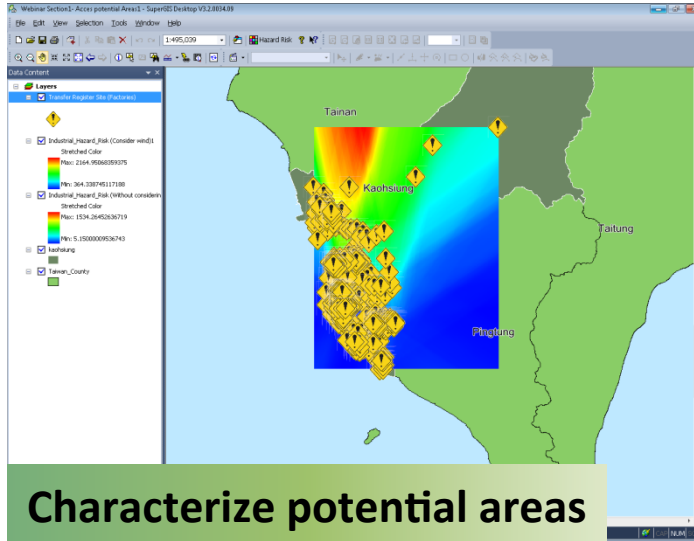 Webinar Section1- Acces potential Areas1 - SuperGIS Desktop V3.2.0034.09
File Edit View Selection Tools Window Help
1:495,039 Hazard Risk
Data Content
Layers
Transfer Register Site (Factories)
Industrial_Hazard_Risk (Consider wind)1
Stretched Color
Max: 2164.95068359375
Min: 364.338745117188
Industrial_Hazard_Risk (Without considerin
Stretched Color
Max: 1534.26452636719
Min: 5.15000009536743
kaohsiung
Taiwan_County
Tainan
Kaohsiung
Taitung
Pingtung
Characterize potential areas
CAP NUM